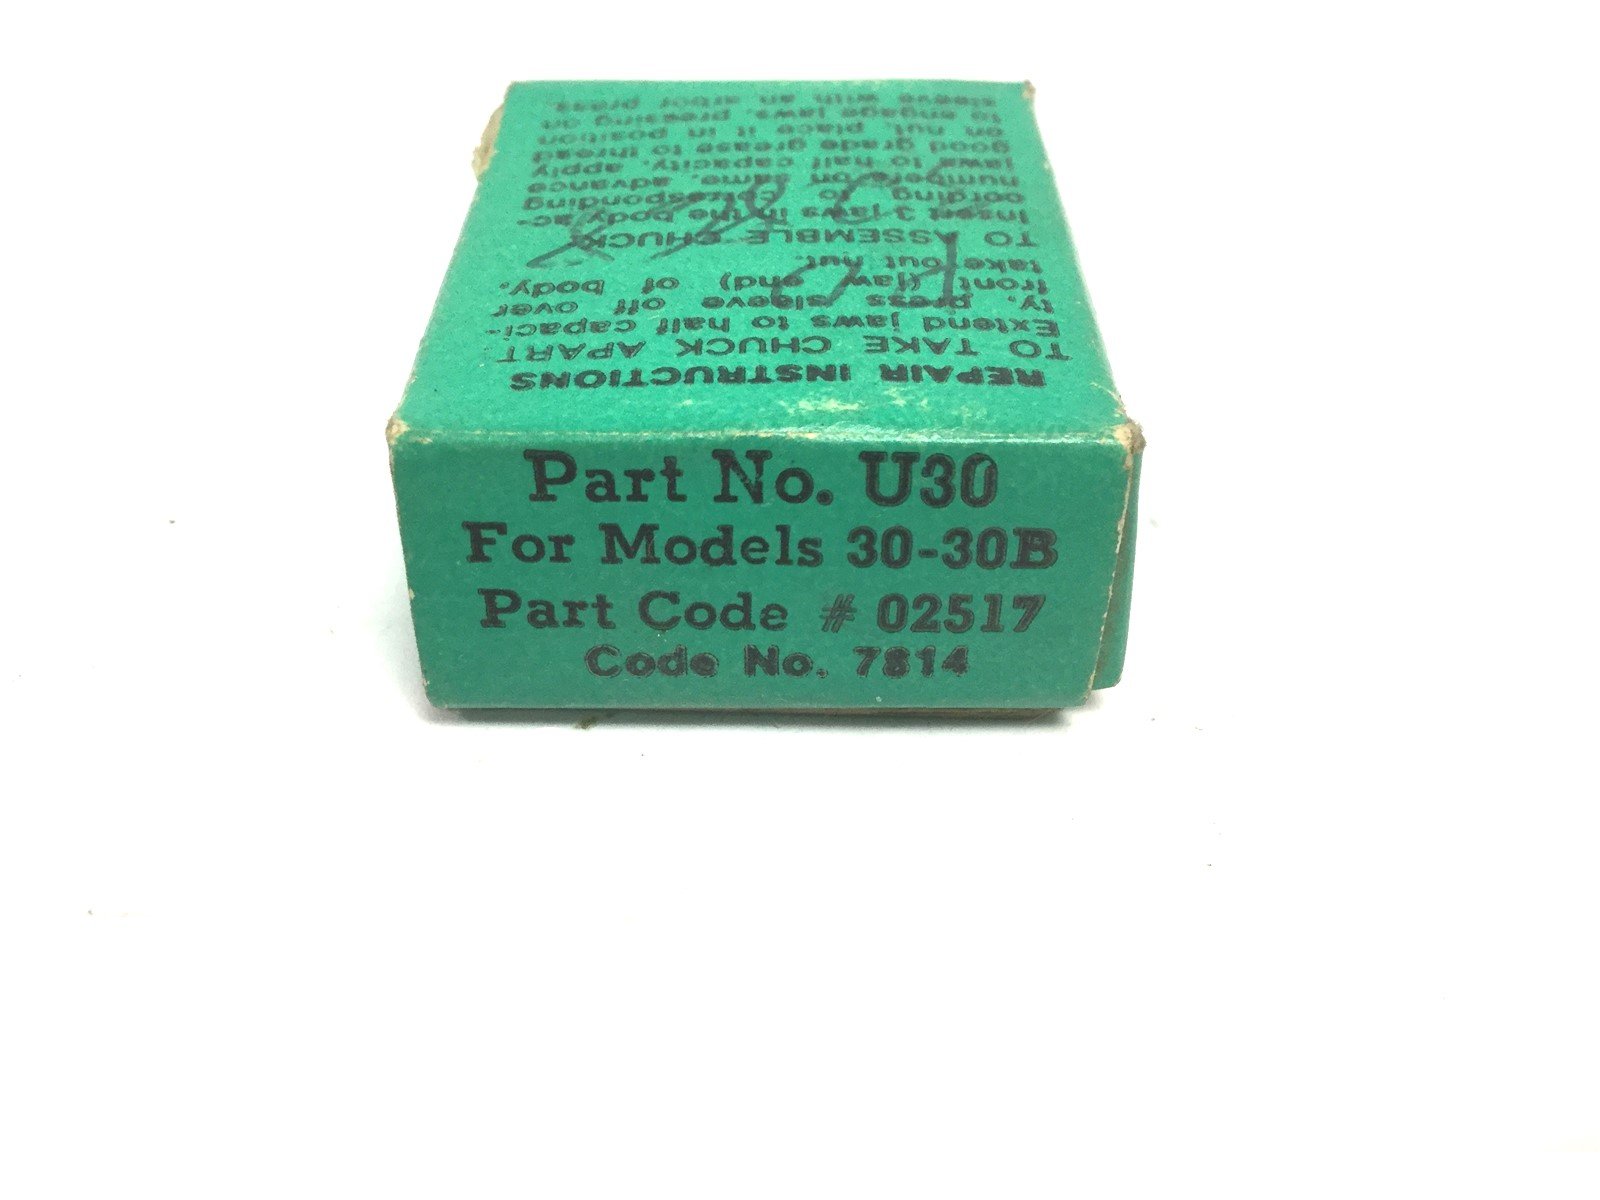 REPAIR INSTRUCTIONS
TO TAKE CHUCK APART
Extend jaws to half capaci-
ty, press sleeve off over
front (jaw end) of body,
take out nut.
TO ASSEMBLE CHUCK
Insert 3 jaws in the body ac-
cording to corresponding
numbers on same, advance
jaws to half capacity, apply
good grade grease to thread
on nut, place it in position
to engage jaws, pressing on
sleeve with an arbor press.
Part No. U30
For Models 30-30B
Part Code # 02517
Code No. 7814